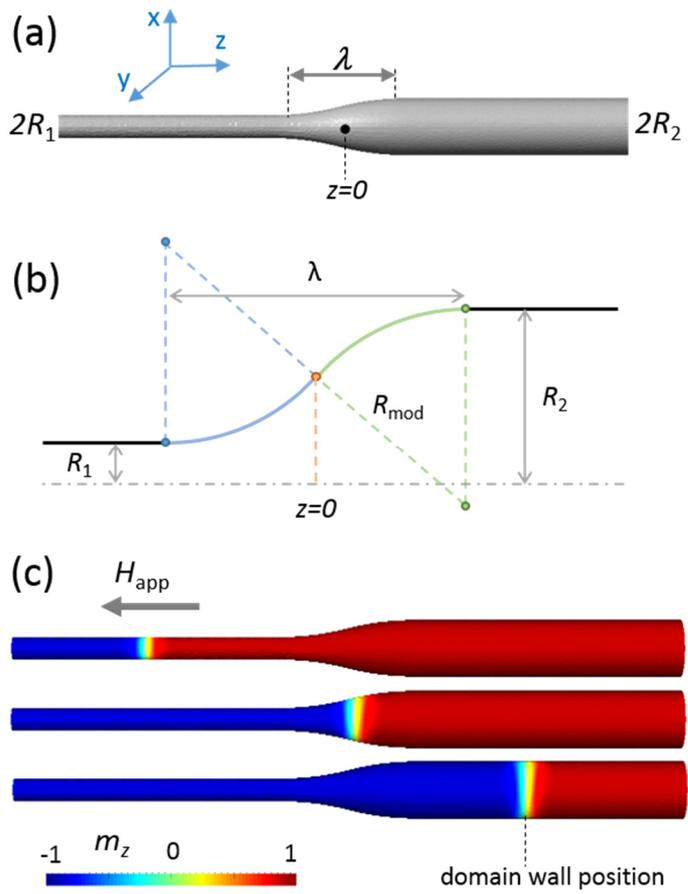 (a)
x
z
y
λ
2R1
2R2
z=0
(b)
λ
Rmod
R2
R1
z=0
(c)
Happ
mz
-1
0
1
domain wall position